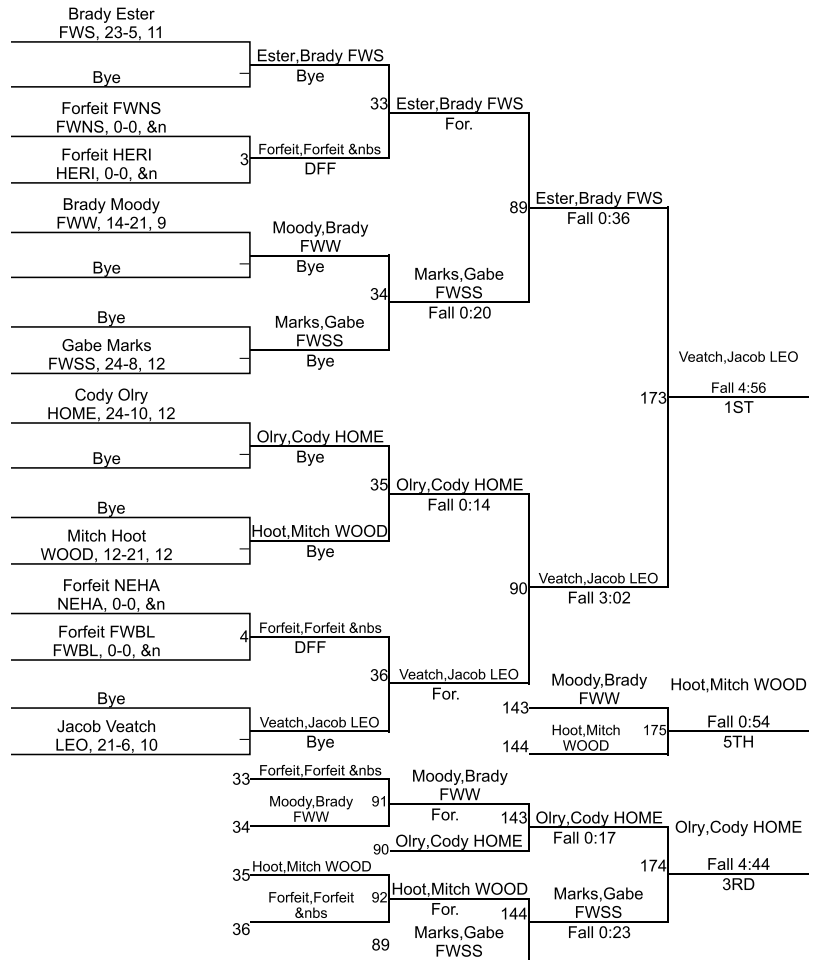 Brady Ester
FWS, 23-5, 11
Bye
Ester,Brady FWS
Bye
Forfeit FWNS
FWNS, 0-0, &n
Forfeit HERI
HERI, 0-0, &n
3
Forfeit,Forfeit &nbs
DFF
33
Ester,Brady FWS
For.
Brady Moody
FWW, 14-21, 9
Bye
Moody,Brady
FWW
Bye
Bye
Gabe Marks
FWSS, 24-8, 12
Marks,Gabe
FWSS
Bye
34
Marks,Gabe
FWSS
Fall 0:20
89
Ester,Brady FWS
Fall 0:36
Cody Olry
HOME, 24-10, 12
Bye
Olry,Cody HOME
Bye
Bye
Mitch Hoot
WOOD, 12-21, 12
Hoot,Mitch WOOD
Bye
35
Olry,Cody HOME
Fall 0:14
Forfeit NEHA
NEHA, 0-0, &n
Forfeit FWBL
FWBL, 0-0, &n
4
Forfeit,Forfeit &nbs
DFF
Bye
Jacob Veatch
LEO, 21-6, 10
Veatch,Jacob LEO
Bye
36
Veatch,Jacob LEO
For.
90
Veatch,Jacob LEO
Fall 3:02
173
Veatch,Jacob LEO
Fall 4:56
1ST
143
Moody,Brady
FWW
144
Hoot,Mitch
WOOD
175
Hoot,Mitch WOOD
Fall 0:54
5TH
33
Forfeit,Forfeit &nbs
34
Moody,Brady
FWW
91
Moody,Brady
FWW
For.
90
Olry,Cody HOME
143
Olry,Cody HOME
Fall 0:17
35
Hoot,Mitch WOOD
36
Forfeit,Forfeit
&nbs
92
Hoot,Mitch WOOD
For.
89
Marks,Gabe
FWSS
144
Marks,Gabe
FWSS
Fall 0:23
174
Olry,Cody HOME
Fall 4:44
3RD